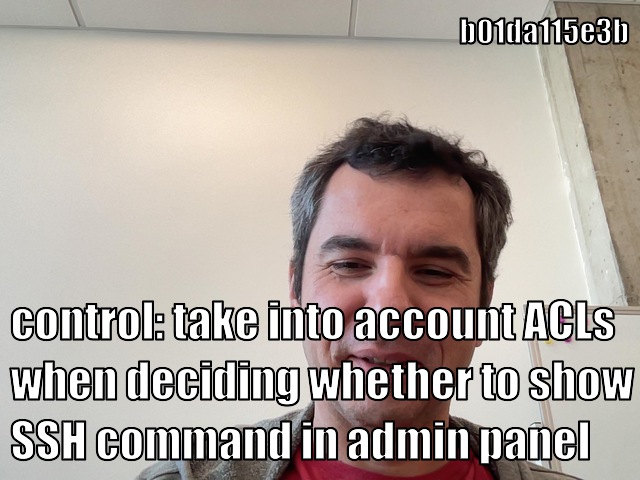 b01da115e3b
control: take into account ACLs
when deciding whether to show
SSH command in admin panel